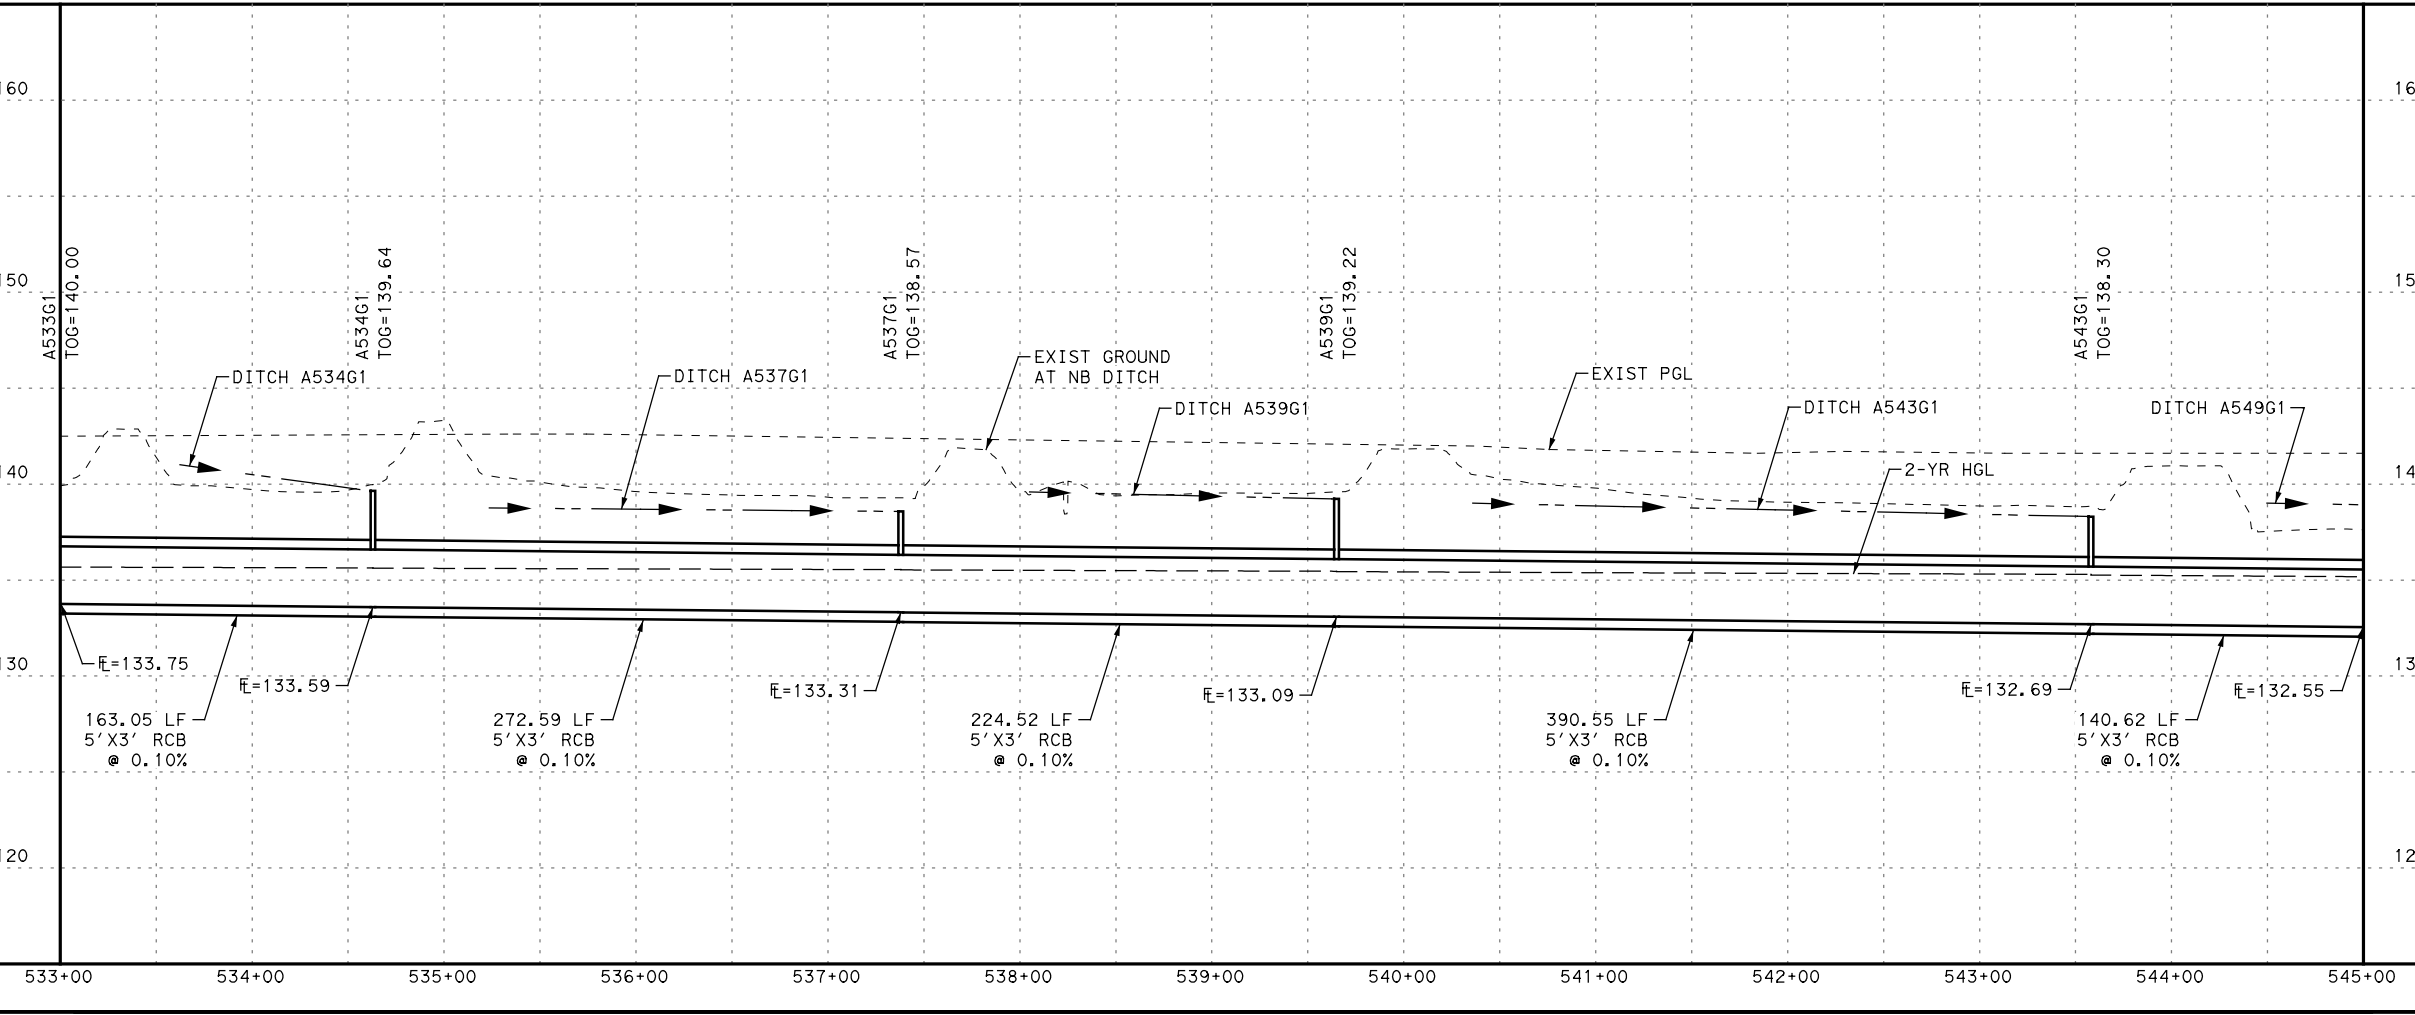 160
16
150
15
140
14
130
13
120
12
A533G1
TOG=140.00
A534G1
TOG=139.64
A537G1
TOG=138.57
A539G1
TOG=139.22
A543G1
TOG=138.30
DITCH A534G1
DITCH A537G1
EXIST GROUND
AT NB DITCH
DITCH A539G1
EXIST PGL
DITCH A543G1
DITCH A549G1
2-YR HGL
FL=133.75
FL=133.59
FL=133.31
FL=133.09
FL=132.69
FL=132.55
163.05 LF
5'X3' RCB
@ 0.10%
272.59 LF
5'X3' RCB
@ 0.10%
224.52 LF
5'X3' RCB
@ 0.10%
390.55 LF
5'X3' RCB
@ 0.10%
140.62 LF
5'X3' RCB
@ 0.10%
533+00
534+00
535+00
536+00
537+00
538+00
539+00
540+00
541+00
542+00
543+00
544+00
545+00